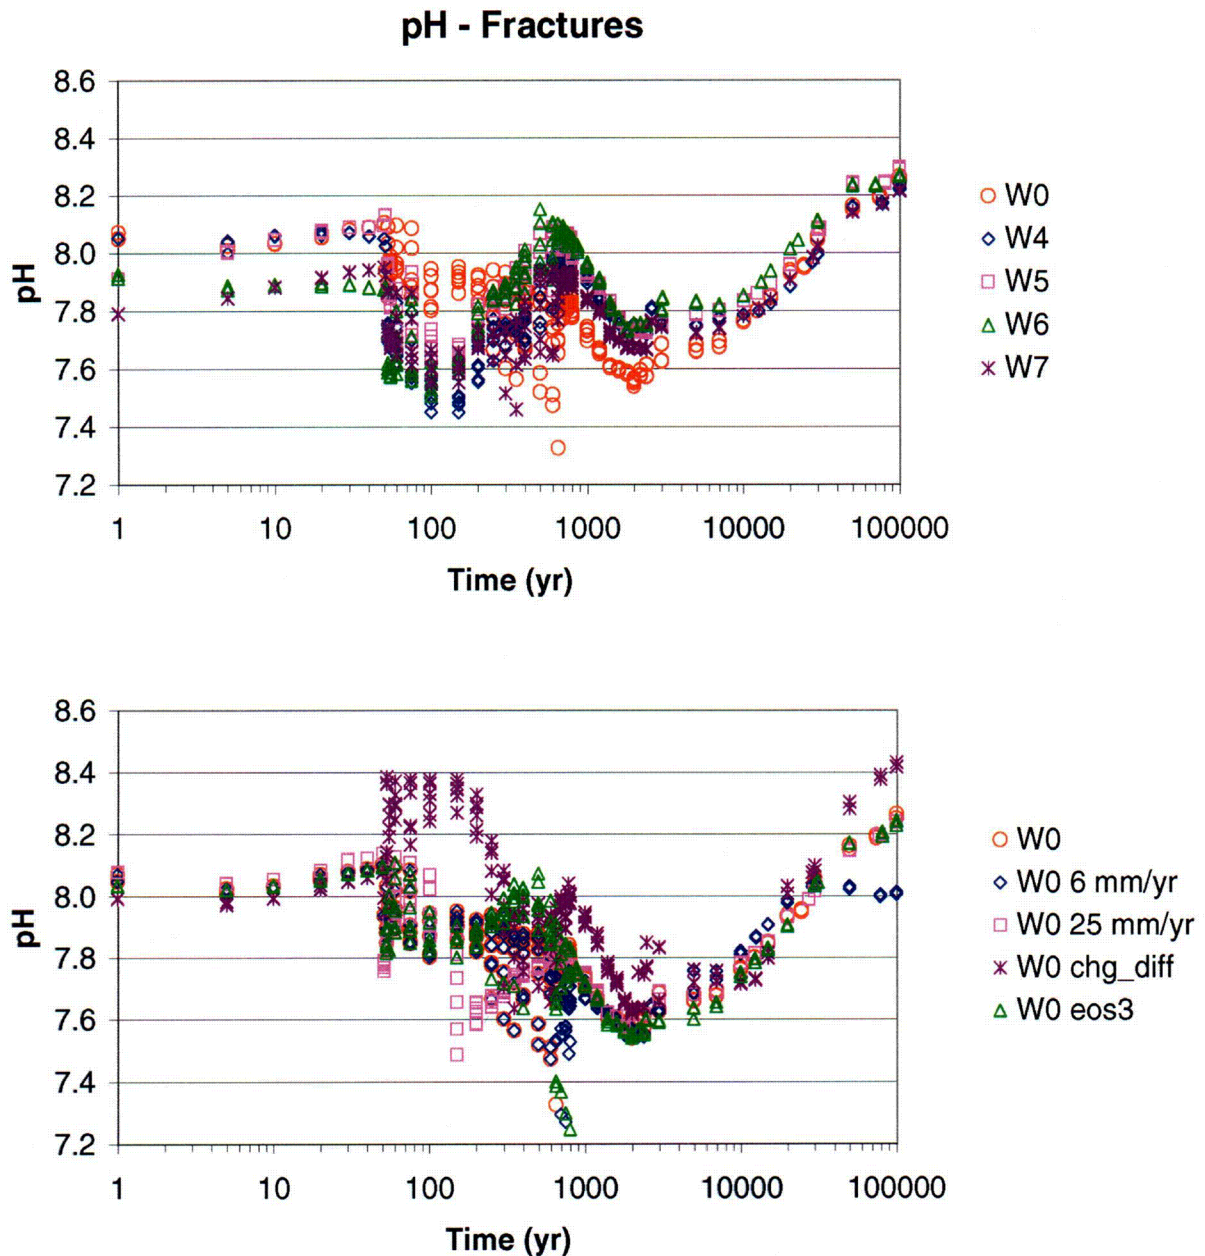 pH - Fractures
8.6
8.4
8.2
8.0
7.8
7.6
7.4
7.2
pH
1 10 100 1000 10000 100000
Time (yr)
W0
W4
W5
W6
W7
8.6
8.4
8.2
8.0
7.8
7.6
7.4
7.2
pH
1 10 100 1000 10000 100000
Time (yr)
W0
W0 6 mm/yr
W0 25 mm/yr
W0 chg_diff
W0 eos3